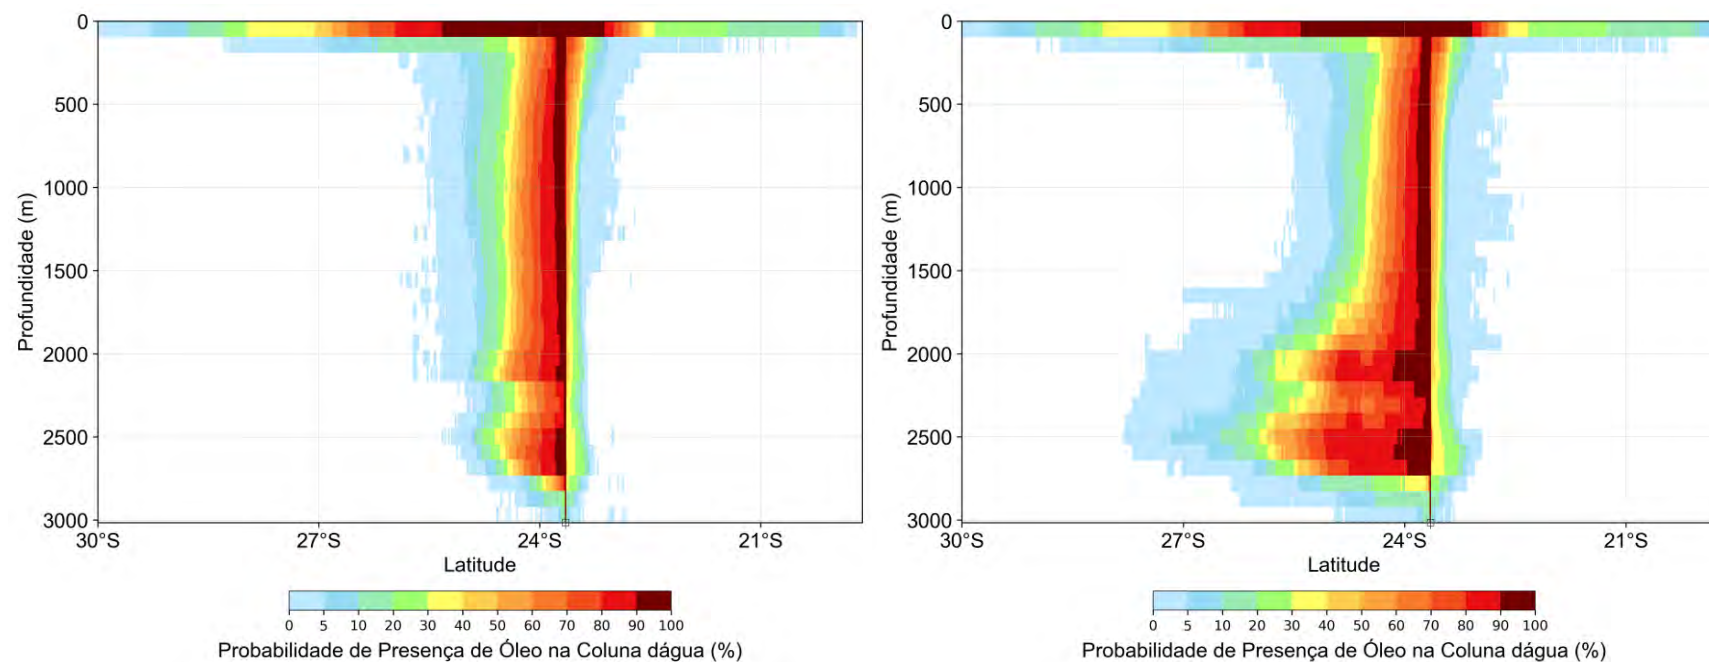 0
500
1000
1500
2000
2500
3000
Profundidade (m)
30°S
27°S
24°S
21°S
Latitude
0 5 10 20 30 40 50 60 70 80 90 100
Probabilidade de Presença de Óleo na Coluna dágua (%)
0
500
1000
1500
2000
2500
3000
Profundidade (m)
30°S
27°S
24°S
21°S
Latitude
0 5 10 20 30 40 50 60 70 80 90 100
Probabilidade de Presença de Óleo na Coluna dágua (%)